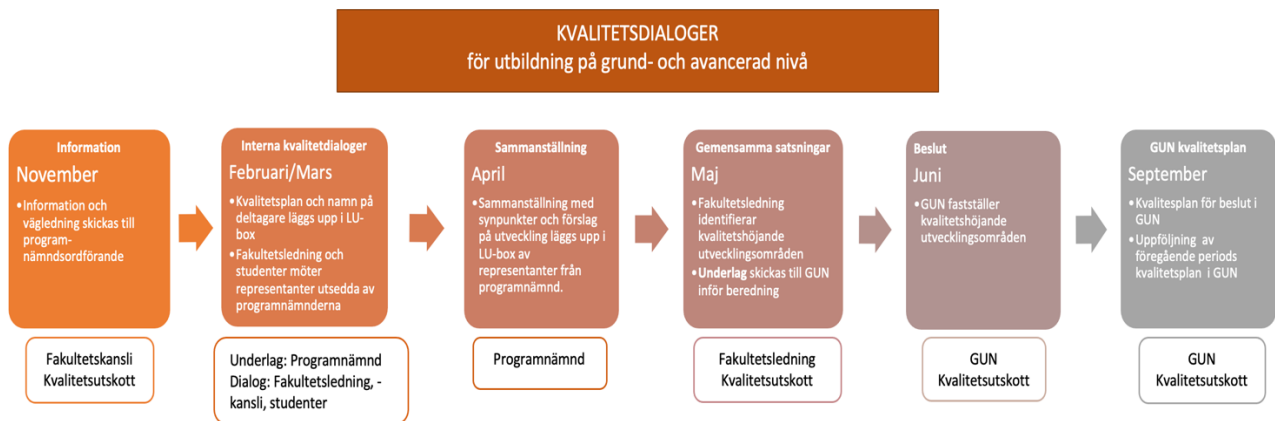 KVALITETSDIALOGER
för utbildning på grund- och avancerad nivå
Information
November
•Information och
vägledning skickas till
program-
nämndsordförande
Fakultetskansli
Kvalitetsutskott
Interna kvalitetdialoger
Februari/Mars
•Kvalitetsplan och namn på
deltagare läggs upp i LU-
box
•Fakultetsledning och
studenter möter
representanter utsedda av
programnämnderna
Underlag: Programnämnd
Dialog: Fakultetsledning, -
kansli, studenter
Sammanställning
April
•Sammanställning med
synpunkter och förslag
på utveckling läggs upp i
LU-box av
representanter från
programnämnd.
Programnämnd
Gemensamma satsningar
Maj
•Fakultetsledning
identifierar
kvalitetshöjande
utvecklingsområden
•Underlag skickas till GUN
inför beredning
Fakultetsledning
Kvalitetsutskott
Beslut
Juni
•GUN fastställer
kvalitetshöjande
utvecklingsområden
GUN
Kvalitetsutskott
GUN kvalitetsplan
September
•Kvalitesplan för beslut i
GUN
•Uppföljning av
föregående periods
kvalitetsplan i GUN
GUN
Kvalitetsutskott